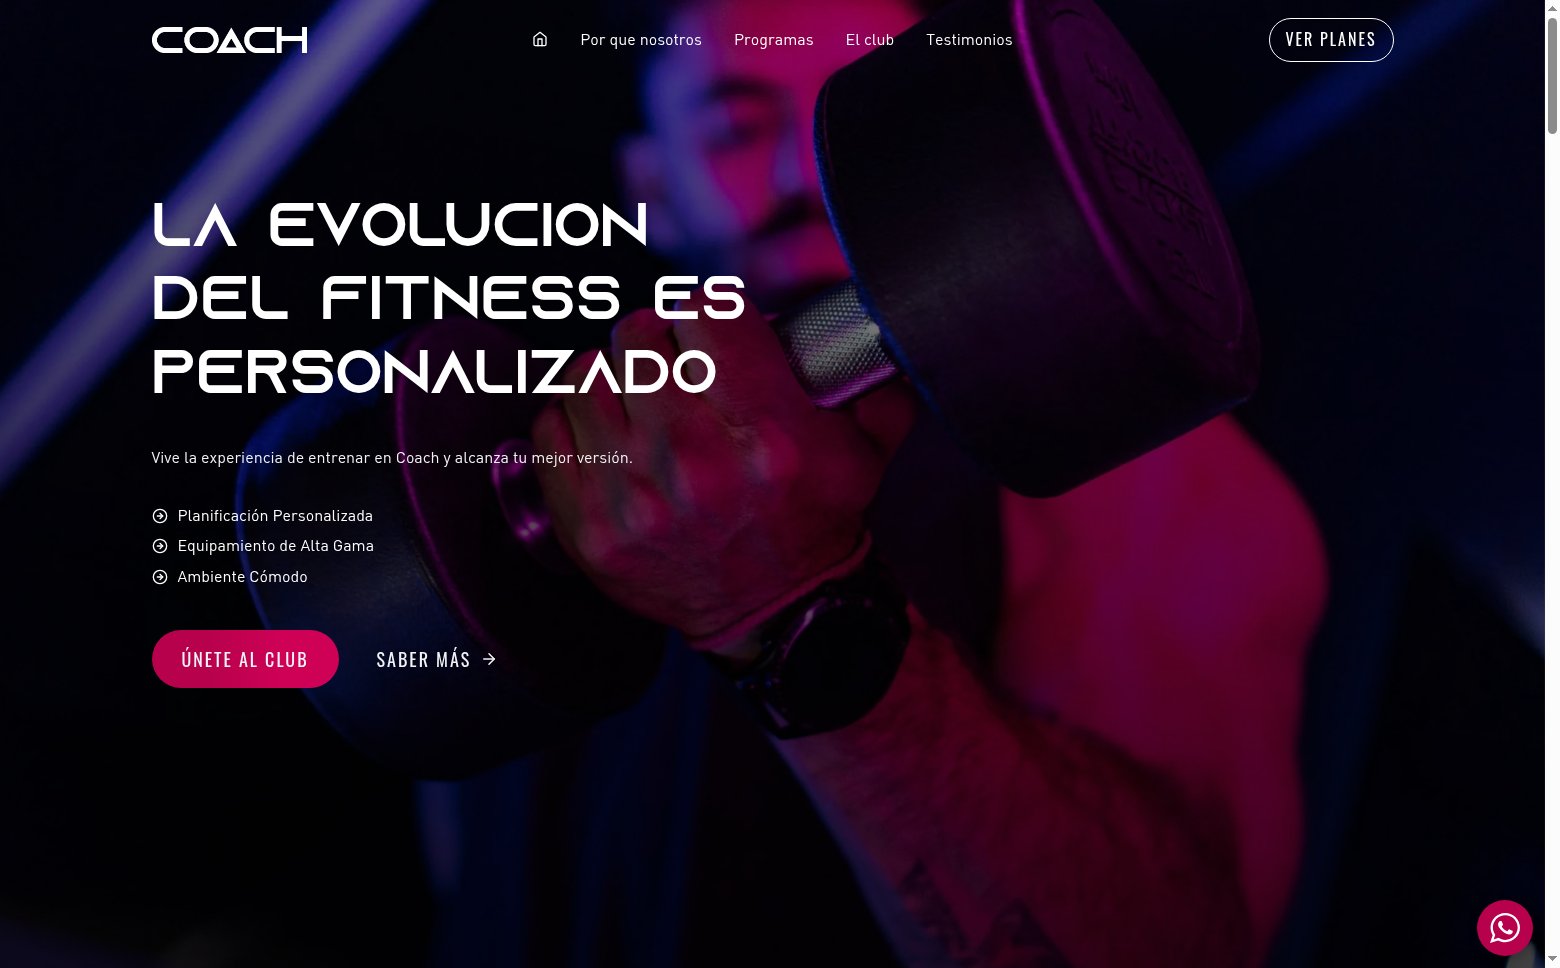 COACH
Por que nosotros
Programas
El club
Testimonios
VER PLANES
LA EVOLUCION
DEL FITNESS ES
PERSONALIZADO
Vive la experiencia de entrenar en Coach y alcanza tu mejor versión.
Planificación Personalizada
Equipamiento de Alta Gama
Ambiente Cómodo
ÚNETE AL CLUB
SABER MÁS